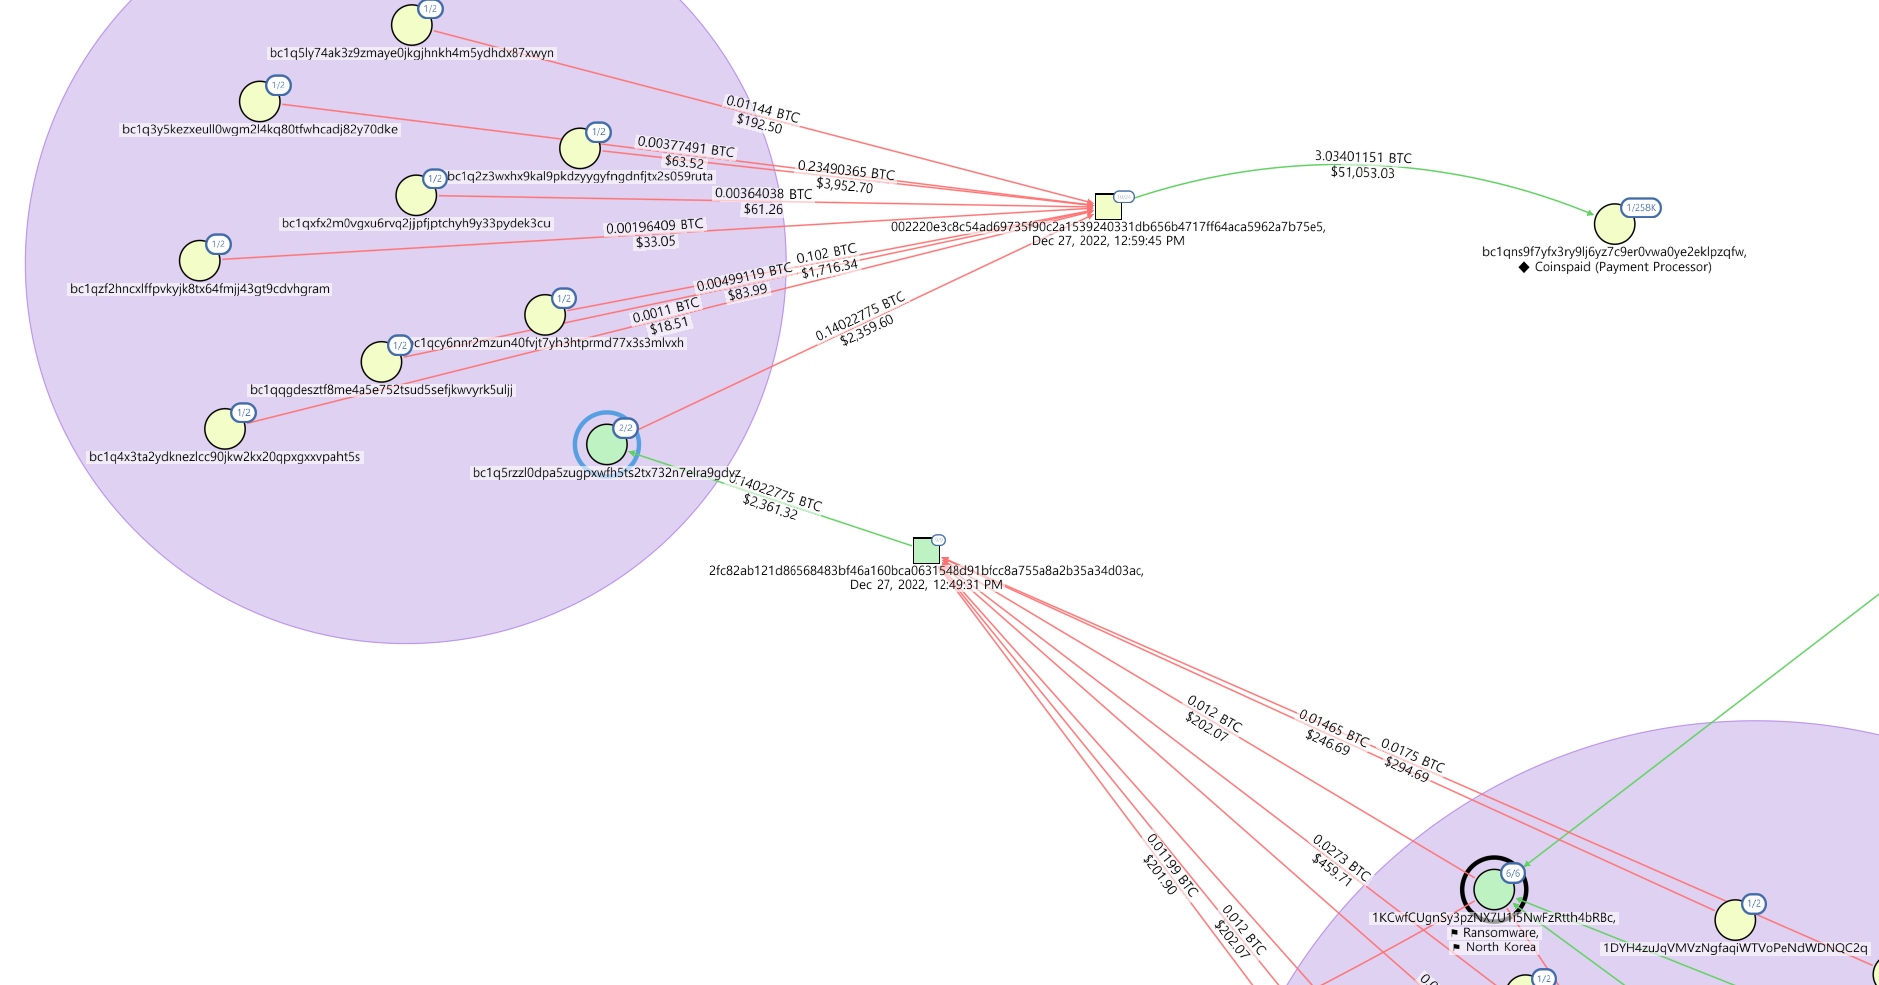 1/2
bc1q5ly74ak3z9zmaye0jkgjhnkh4m5ydhdx87xwyn
1/2
bc1q3y5kezxeull0wgm2l4kq80tfwhcadj82y70dke
1/2
bc1q2z3wxhx9kal9pkdzyygyfngdnfjtx2s059ruta
1/2
bc1qxfx2m0vgxu6rvq2jjpfjptchyh9y33pydek3cu
1/2
bc1qzf2hncxlffpvkyjk8tx64fmjj43gt9cdvhgram
1/2
c1qcy6nnr2mzun40fvjt7yh3htprmd77x3s3mlvxh
1/2
bc1qqgdesztf8me4a5e752tsud5sefjkwvyrk5uljj
1/2
bc1q4x3ta2ydknezlcc90jkw2kx20qpxgxxvpaht5s
2/2
bc1q5rzzl0dpa5zugpxwfh5ts2tx732n7elra9gdvz
0.01144 BTC
$192.50
0.00377491 BTC
$63.52
0.23490365 BTC
$3,952.70
0.00364038 BTC
$61.26
0.00196409 BTC
$33.05
0.102 BTC
$1,716.34
0.00499119 BTC
$83.99
0.0011 BTC
$18.51
0.14022775 BTC
$2,359.60
002220e3c8c54ad69735f90c2a1539240331db656b4717ff64aca5962a7b75e5,
Dec 27, 2022, 12:59:45 PM
3.03401151 BTC
$51,053.03
1/258K
bc1qns9f7yfx3ry9lj6yz7c9er0vwa0ye2eklpzqfw,
◆ Coinspaid (Payment Processor)
0.14022775 BTC
$2,361.32
2fc82ab121d86568483bf46a160bca0631548d91bfcc8a755a8a2b35a34d03ac,
Dec 27, 2022, 12:49:31 PM
0.012 BTC
$202.07
0.01465 BTC
$246.69
0.0175 BTC
$294.69
0.0273 BTC
$459.71
0.01199 BTC
$201.90
0.012 BTC
$202.07
6/6
1KCwfCUgnSy3pzNX7U1i5NwFzRtth4bRBc,
⚑ Ransomware,
⚑ North Korea
1/2
1DYH4zuJqVMVzNgfaqiWTVoPeNdWDNQC2q
1/2